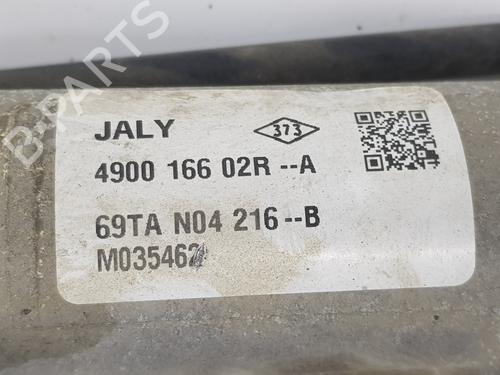 B-PARTS
JALY 373
4900 166 02R --A
69TA N04 216 --B
M035462